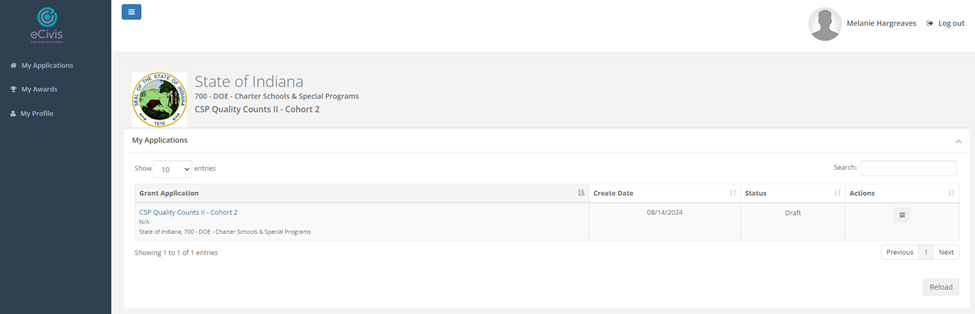 eCivis
My Applications
My Awards
My Profile
Melanie Hargreaves
Log out
State of Indiana
700 - DOE - Charter Schools & Special Programs
CSP Quality Counts II - Cohort 2
My Applications
Show 10 entries
Search:
Grant Application Create Date Status Actions
CSP Quality Counts II - Cohort 2 08/14/2024 Draft
N/A
State of Indiana, 700 - DOE - Charter Schools & Special Programs
Showing 1 to 1 of 1 entries
Previous 1 Next
Reload